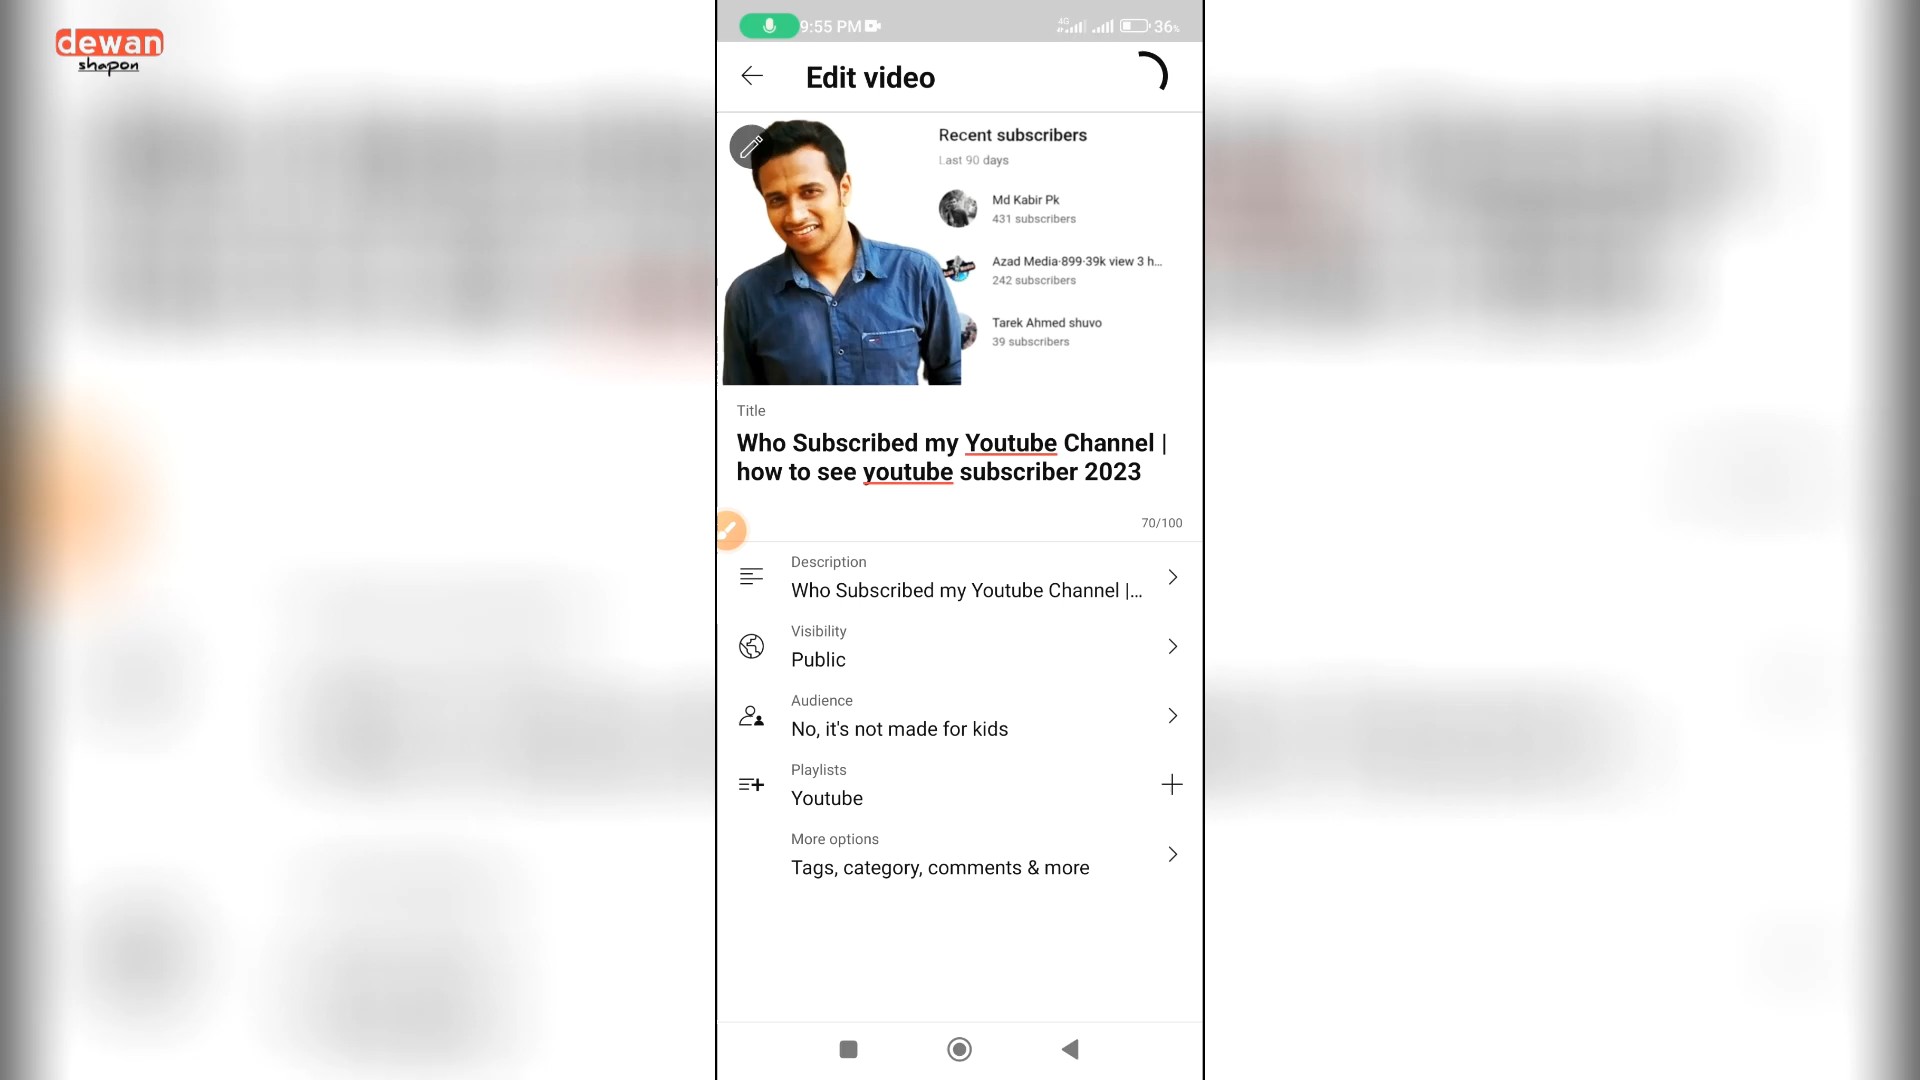 dewan
shapon
9:55 PM
4G
36%
Edit video
Recent subscribers
Last 90 days
Md Kabir Pk
431 subscribers
Azad Media·899·39k view 3 h...
242 subscribers
Tarek Ahmed shuvo
39 subscribers
Title
Who Subscribed my Youtube Channel |
how to see youtube subscriber 2023
70/100
Description
Who Subscribed my Youtube Channel |...
Visibility
Public
Audience
No, it's not made for kids
Playlists
Youtube
More options
Tags, category, comments & more